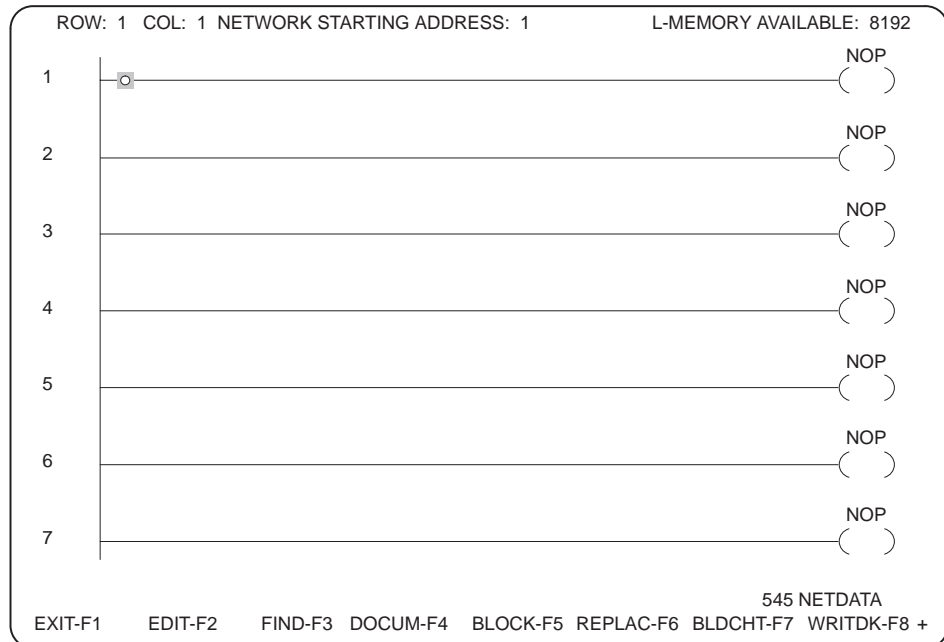 ROW: 1 COL: 1 NETWORK STARTING ADDRESS: 1 L-MEMORY AVAILABLE: 8192
NOP
1
NOP
2
NOP
3
NOP
4
NOP
5
NOP
6
NOP
7
545 NETDATA
EXIT-F1 EDIT-F2 FIND-F3 DOCUM-F4 BLOCK-F5 REPLAC-F6 BLDCHT-F7 WRITDK-F8 +